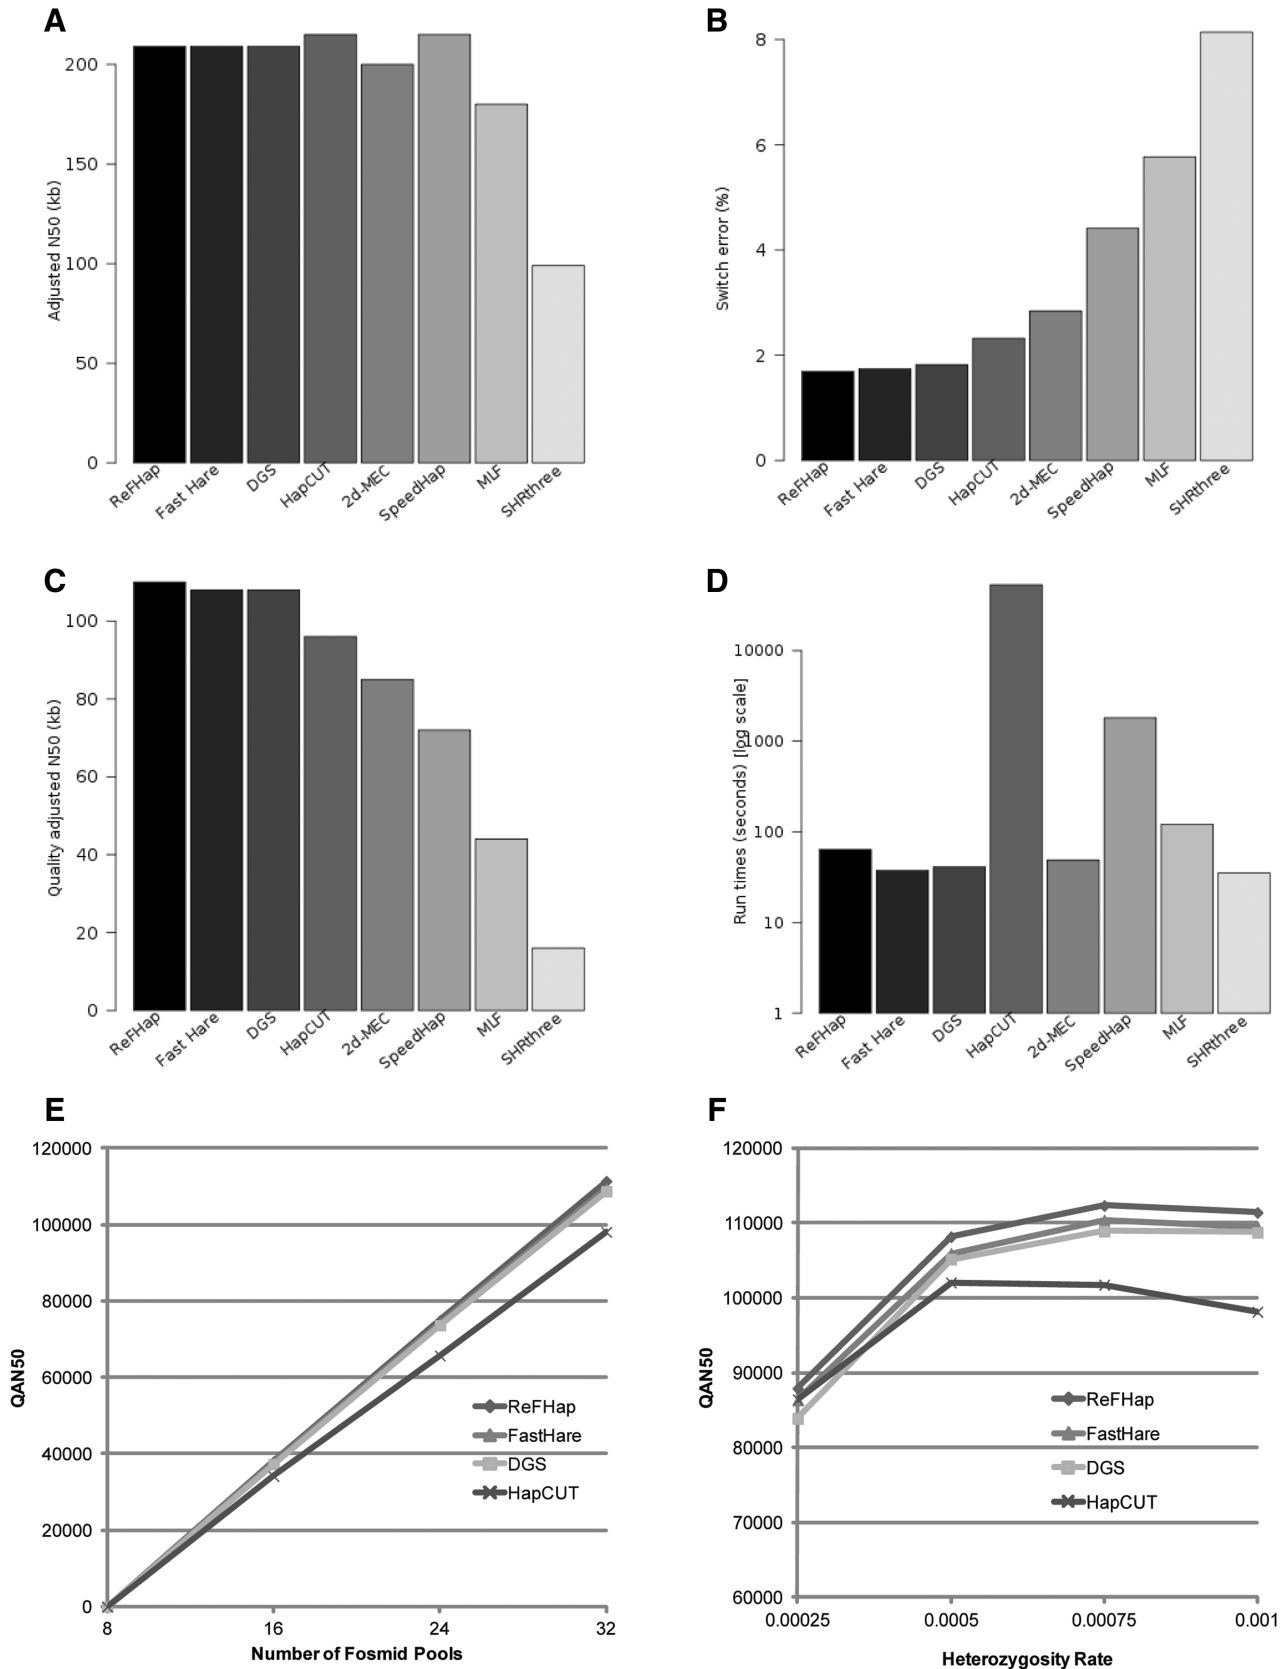 A
Adjusted N50 (kb)
200
150
100
50
0
ReFHap
Fast Hare
DGS
HapCUT
2d-MEC
SpeedHap
MLF
SHRthree
B
Switch error (%)
8
6
4
2
0
ReFHap
Fast Hare
DGS
HapCUT
2d-MEC
SpeedHap
MLF
SHRthree
C
Quality adjusted N50 (kb)
100
80
60
40
20
0
ReFHap
Fast Hare
DGS
HapCUT
2d-MEC
SpeedHap
MLF
SHRthree
D
Run times (seconds) [log scale]
10000
1000
100
10
1
ReFHap
Fast Hare
DGS
HapCUT
2d-MEC
SpeedHap
MLF
SHRthree
E
QAN50
120000
100000
80000
60000
40000
20000
0
8 16 24 32
Number of Fosmid Pools
ReFHap
FastHare
DGS
HapCUT
F
QAN50
120000
110000
100000
90000
80000
70000
60000
0.00025 0.0005 0.00075 0.001
Heterozygosity Rate
ReFHap
FastHare
DGS
HapCUT